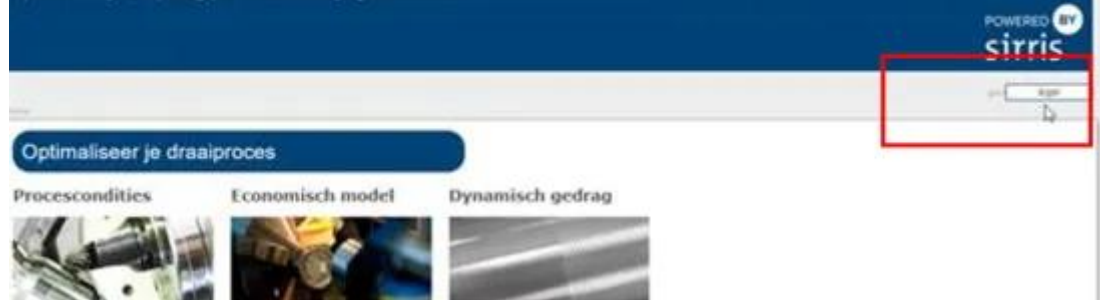 POWERED BY
sirris
Optimaliseer je draaiproces
Procescondities
Economisch model
Dynamisch gedrag